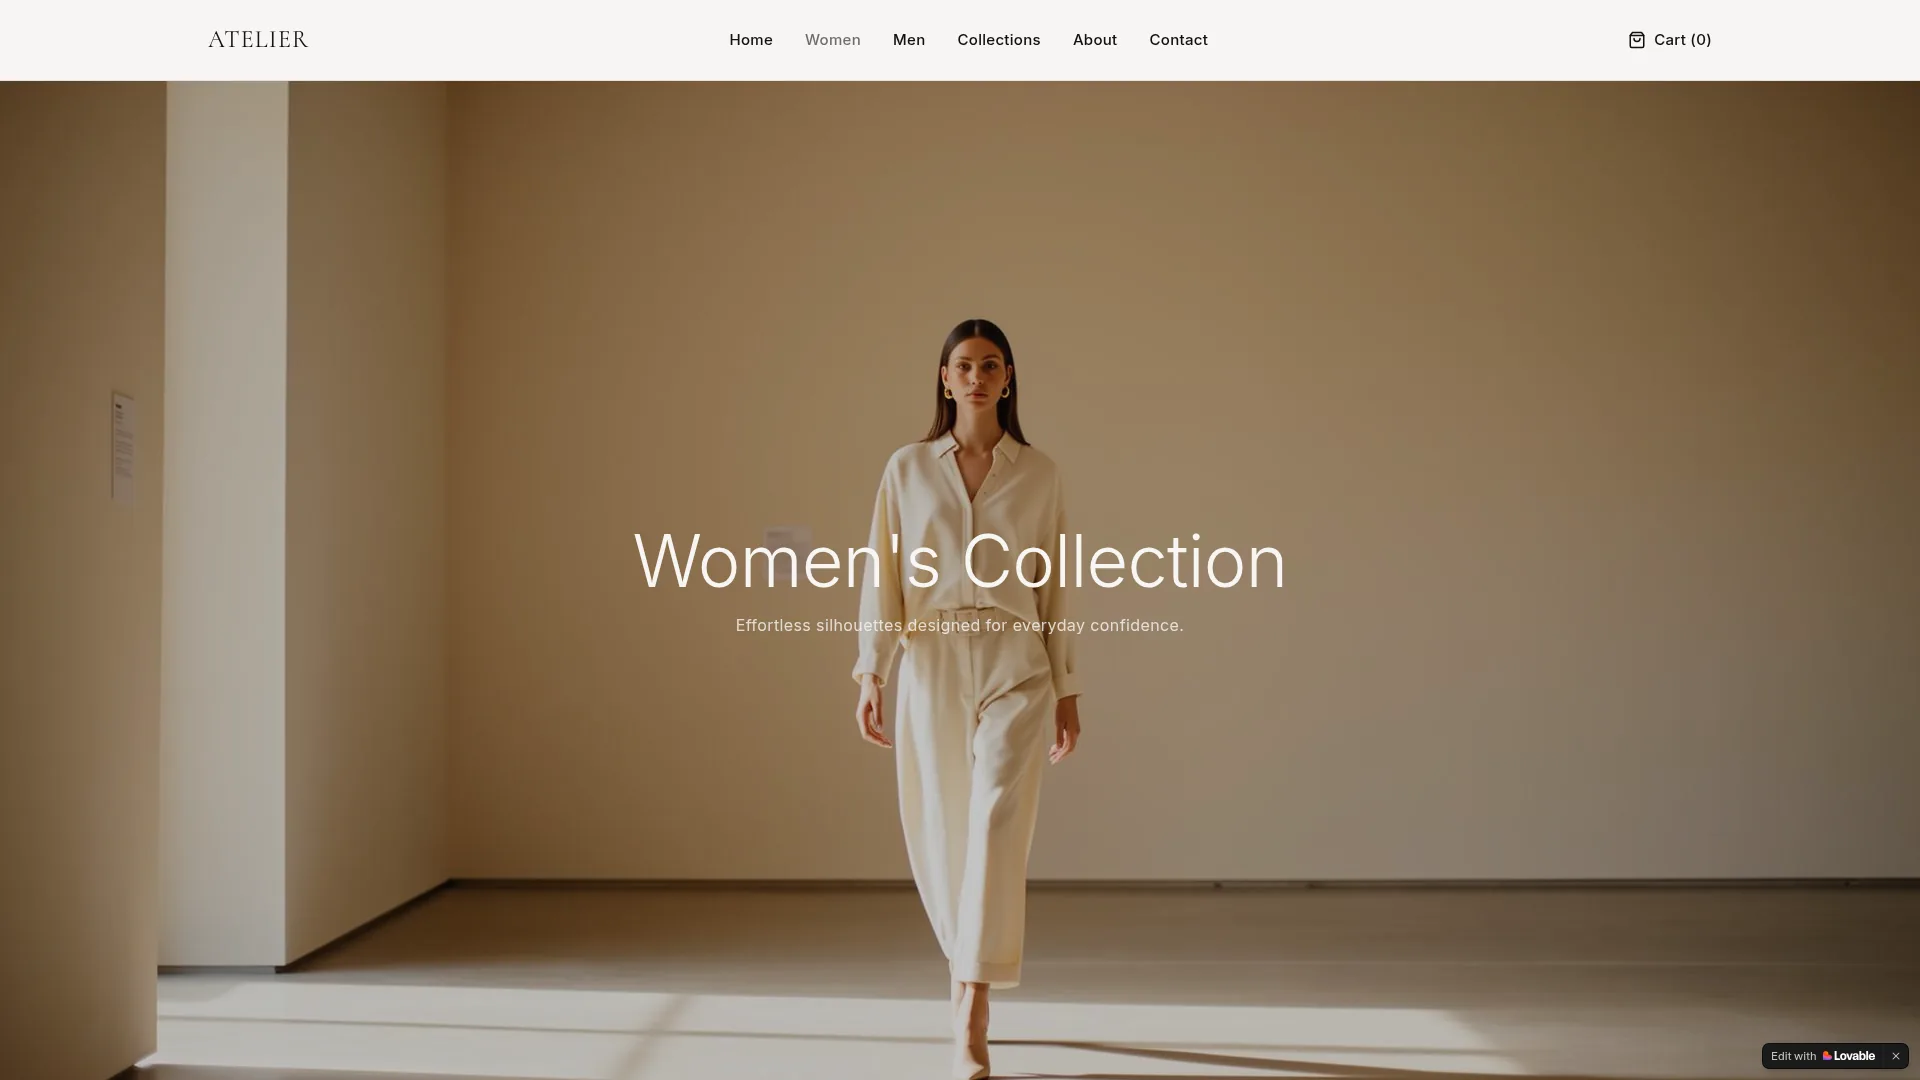 ATELIER
Home Women Men Collections About Contact
Cart (0)
Women's Collection
Effortless silhouettes designed for everyday confidence.
Edit with Lovable